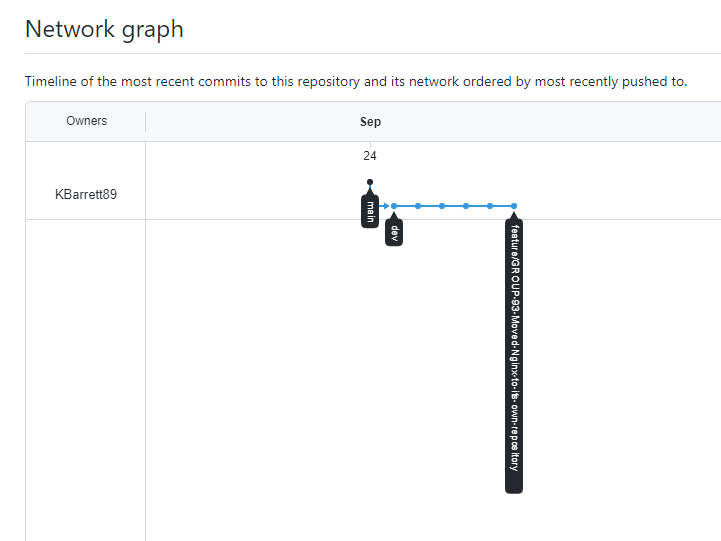 Network graph
Timeline of the most recent commits to this repository and its network ordered by most recently pushed to.
Owners
Sep
24
KBarrett89
main
dev
feature/GROUP-93-Moved-Nginx-to-its-own-repository